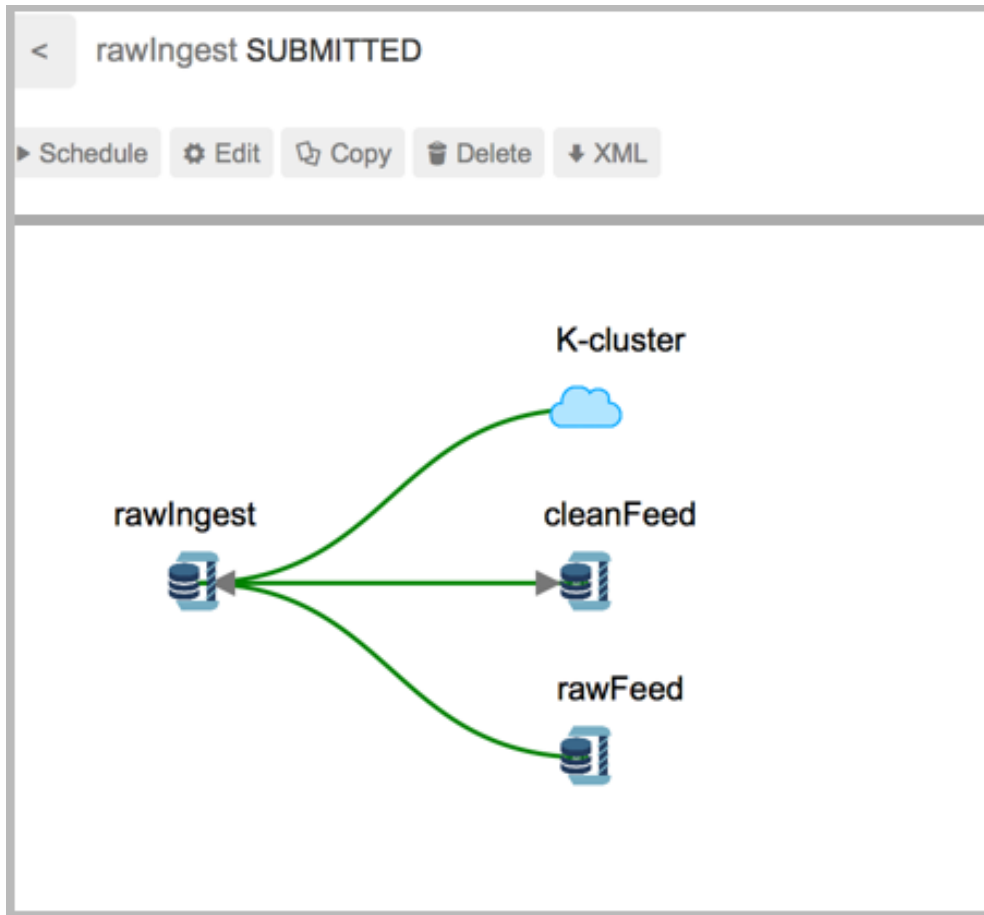 < rawIngest SUBMITTED
Schedule Edit Copy Delete XML
K-cluster
rawIngest cleanFeed
rawFeed